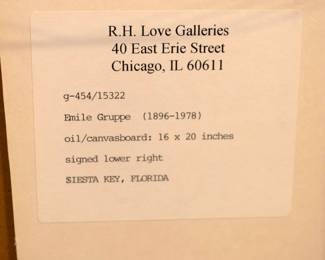 R.H. Love Galleries
40 East Erie Street
Chicago, IL 60611
g-454/15322
Emile Gruppe (1896-1978)
oil/canvasboard: 16 x 20 inches
signed lower right
SIESTA KEY, FLORIDA